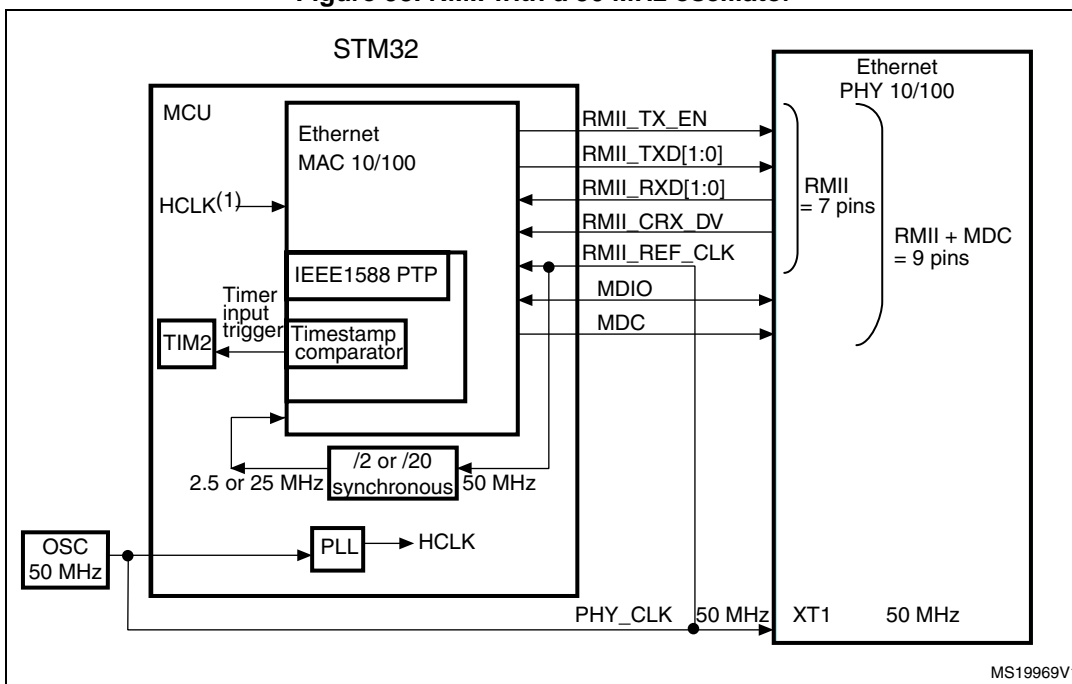 Figure 83. RMII with a 50 MHz oscillator
STM32
MCU
Ethernet
MAC 10/100
HCLK(1)
IEEE1588 PTP
Timer
input
trigger
Timestamp
comparator
TIM2
/2 or /20
synchronous
2.5 or 25 MHz
50 MHz
OSC
50 MHz
PLL
HCLK
RMII_TX_EN
RMII_TXD[1:0]
RMII_RXD[1:0]
RMII_CRX_DV
RMII_REF_CLK
MDIO
MDC
Ethernet
PHY 10/100
RMII
= 7 pins
RMII + MDC
= 9 pins
PHY_CLK
50 MHz
XT1
50 MHz